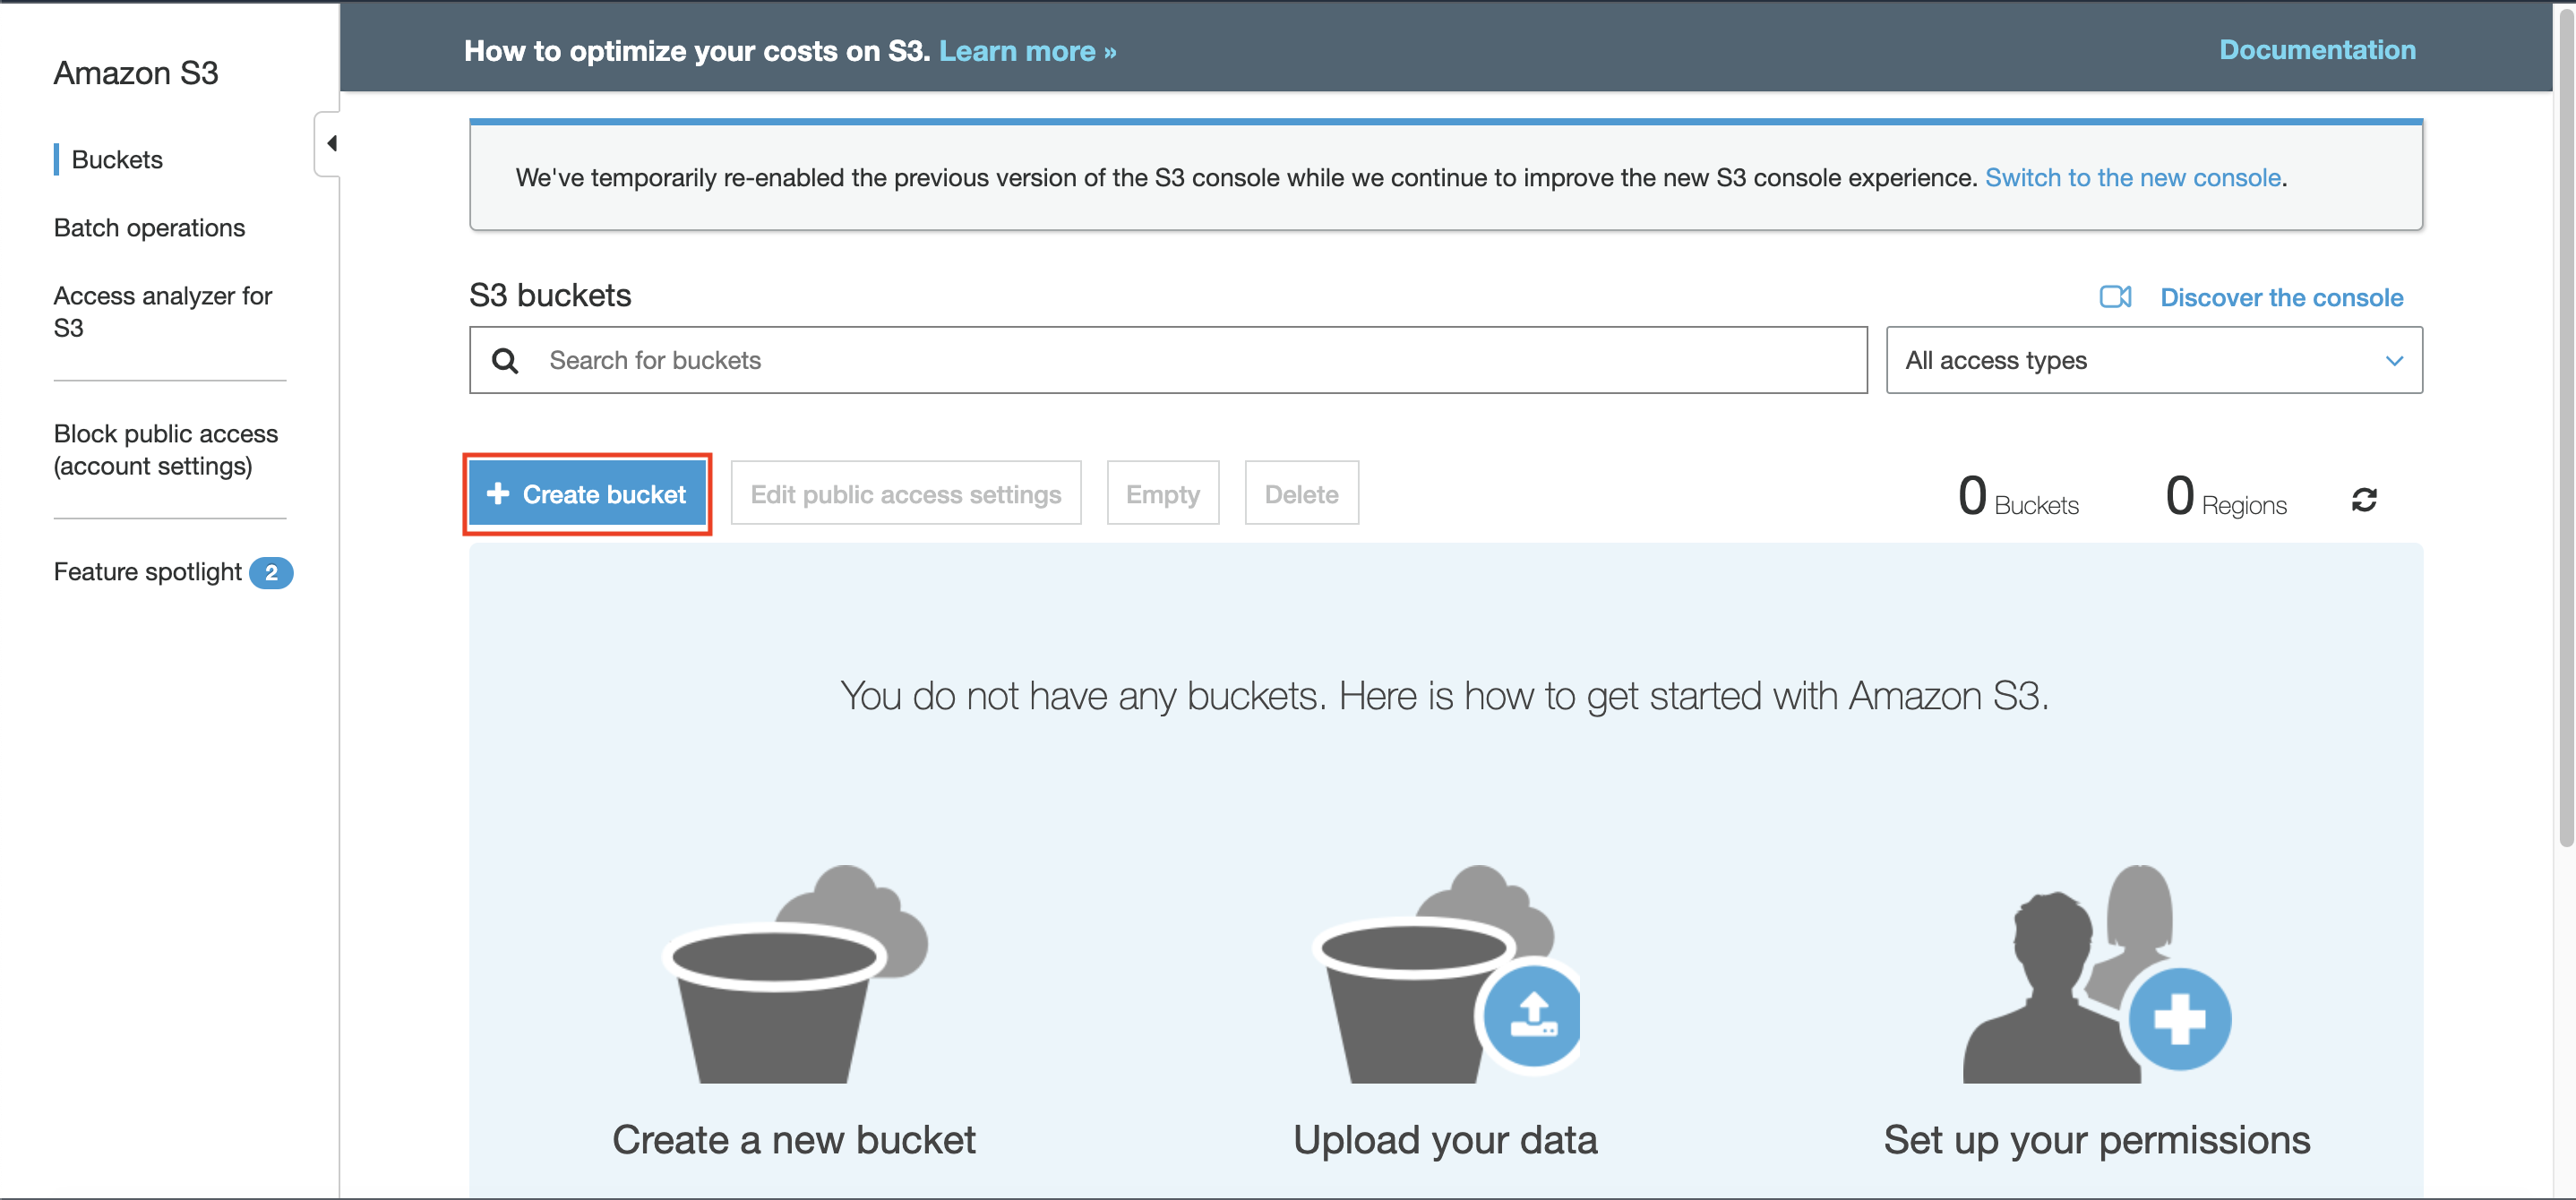 How to optimize your costs on S3. Learn more »
Documentation
Amazon S3
Buckets
Batch operations
Access analyzer for
S3
Block public access
(account settings)
Feature spotlight 2
We've temporarily re-enabled the previous version of the S3 console while we continue to improve the new S3 console experience. Switch to the new console.
S3 buckets
Discover the console
Search for buckets
All access types
Create bucket
Edit public access settings
Empty
Delete
0 Buckets
0 Regions
You do not have any buckets. Here is how to get started with Amazon S3.
Create a new bucket
Upload your data
Set up your permissions